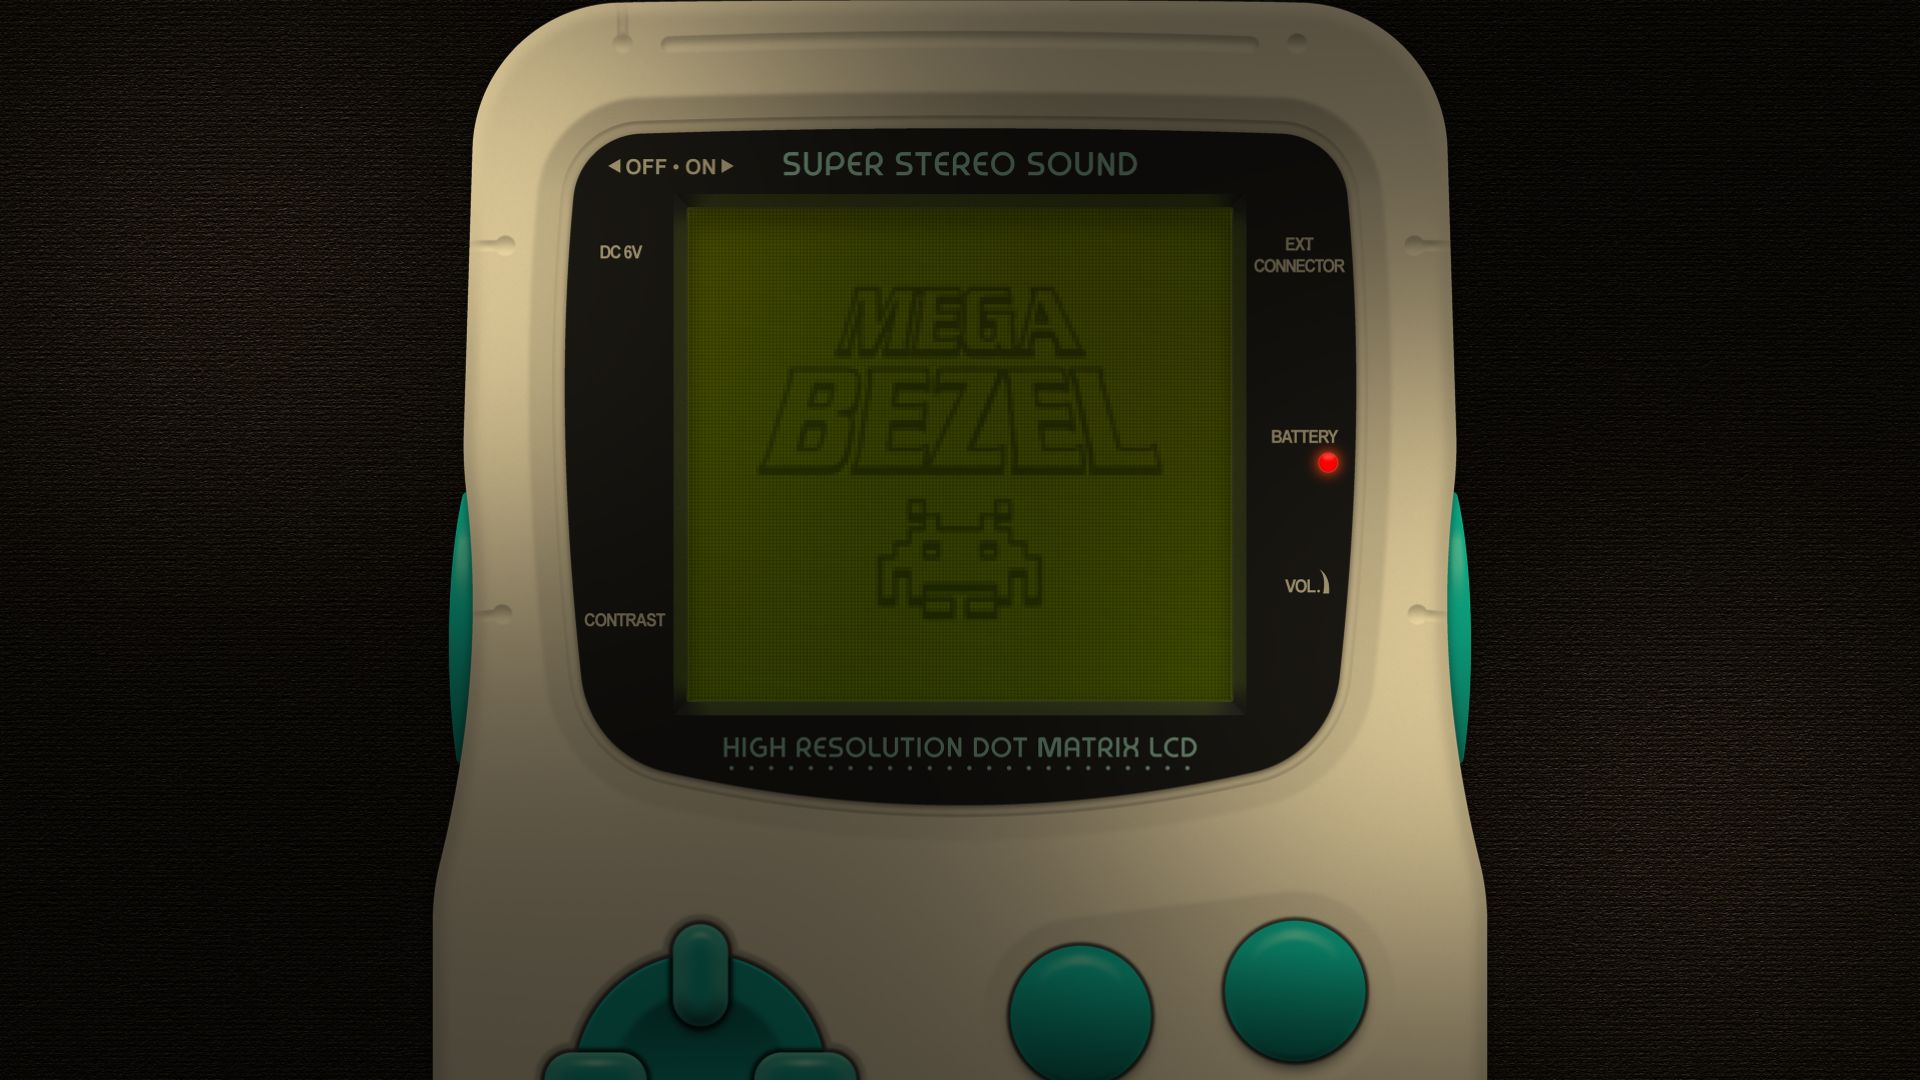 ◀OFF • ON▶
SUPER STEREO SOUND
DC 6V
EXT
CONNECTOR
MEGA
BEZEL
BATTERY
VOL.
CONTRAST
HIGH RESOLUTION DOT MATRIX LCD